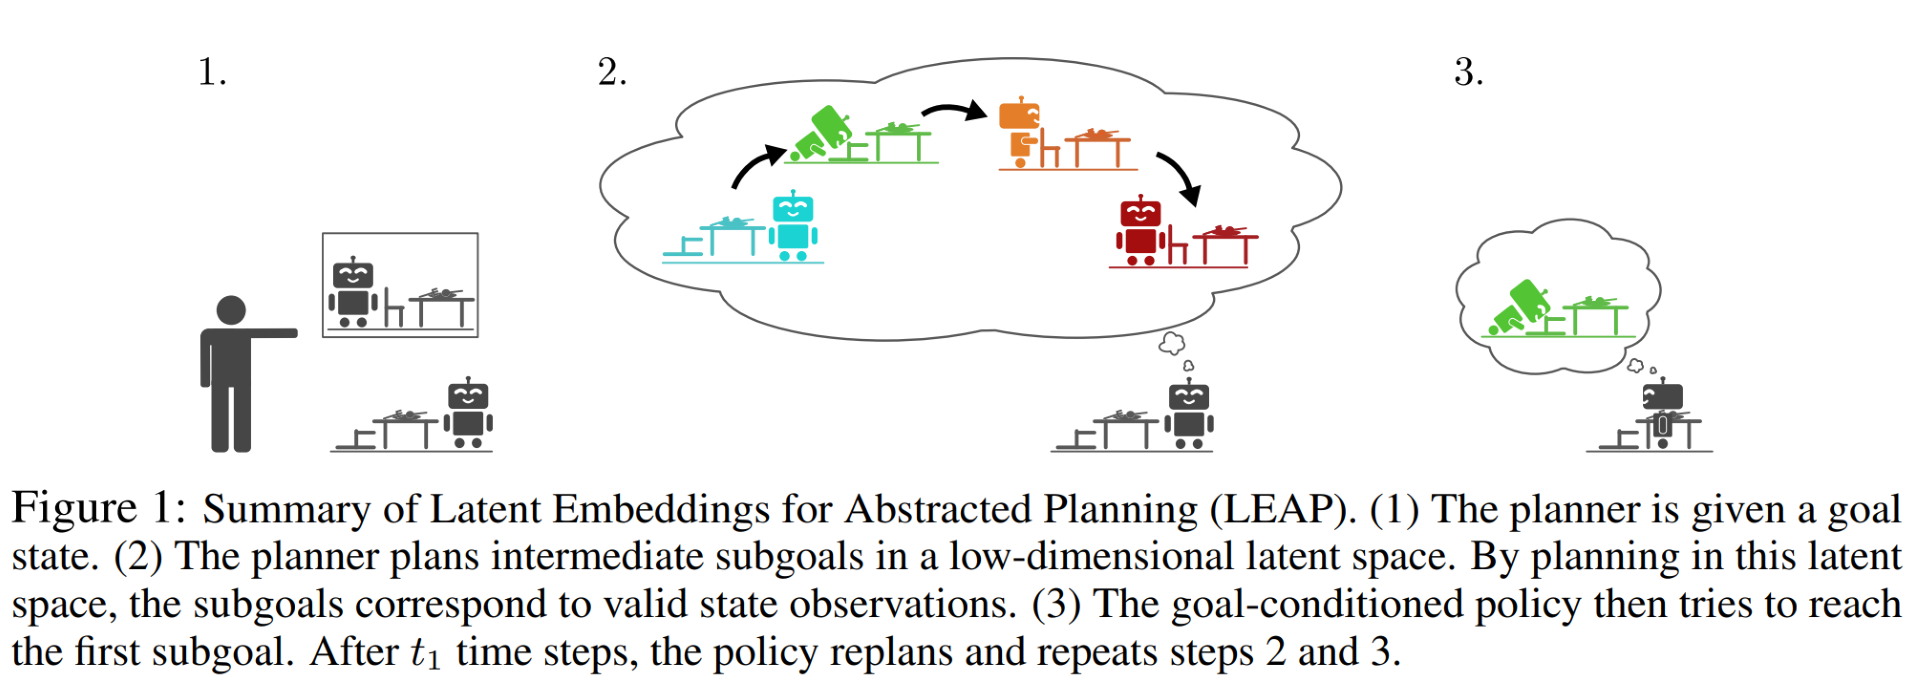 1.
2.
3.
Figure 1: Summary of Latent Embeddings for Abstracted Planning (LEAP). (1) The planner is given a goal
state. (2) The planner plans intermediate subgoals in a low-dimensional latent space. By planning in this latent
space, the subgoals correspond to valid state observations. (3) The goal-conditioned policy then tries to reach
the first subgoal. After t₁ time steps, the policy replans and repeats steps 2 and 3.